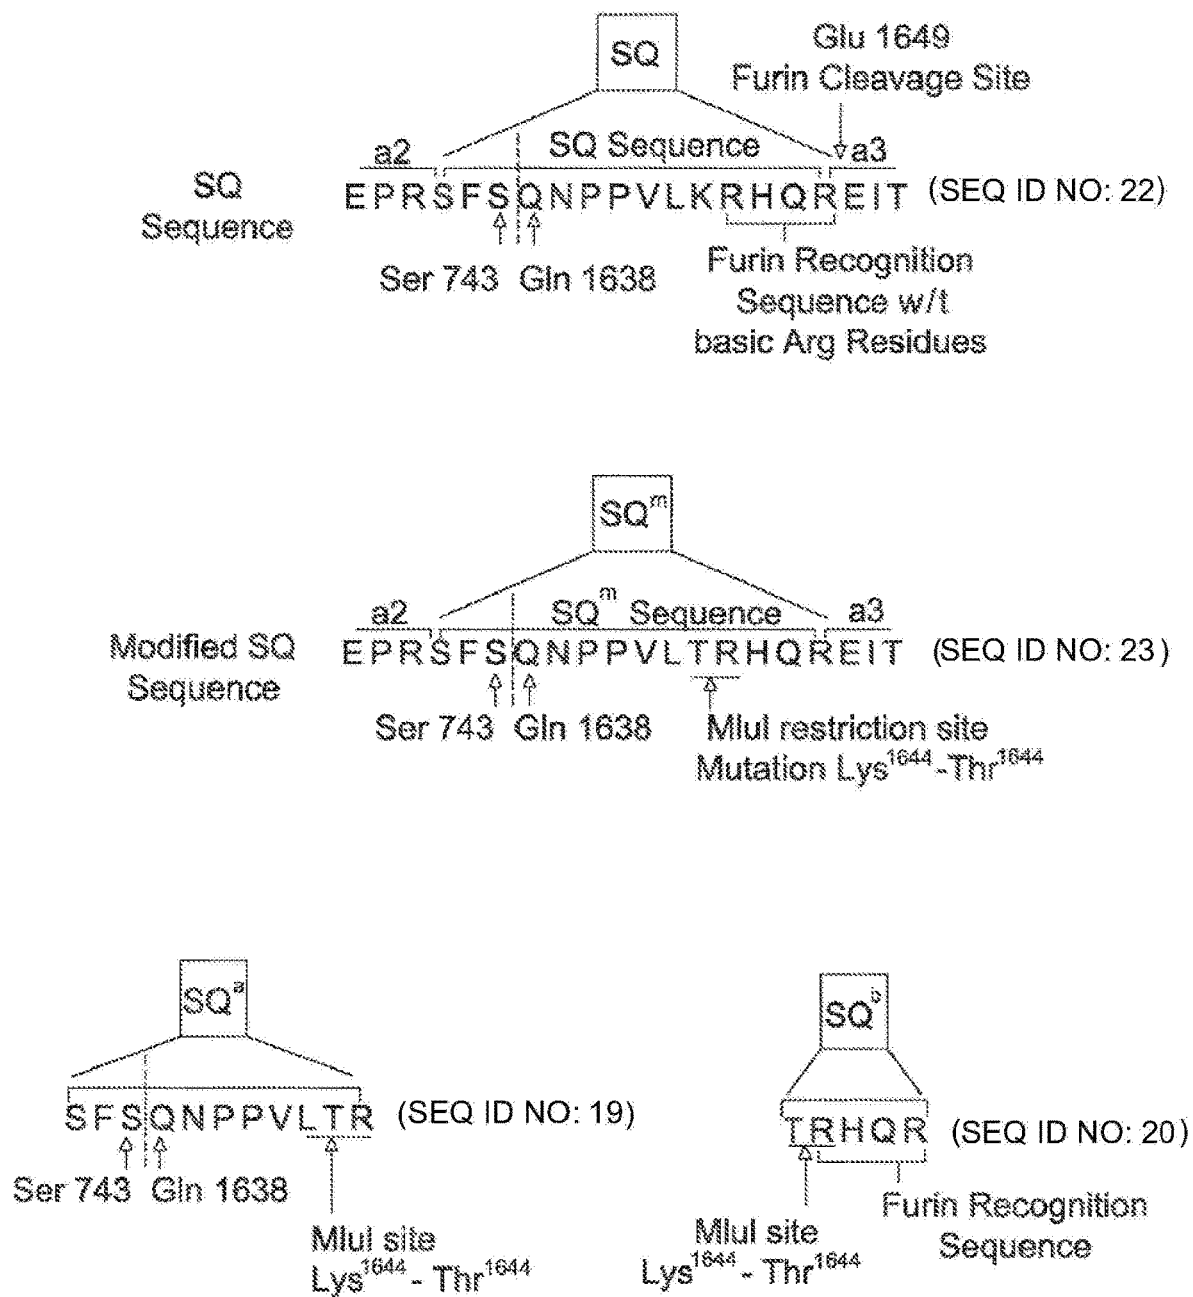 SQ
Glu 1649
Furin Cleavage Site
a2
SQ Sequence
a3
SQ
Sequence
EPRSFSQNPPVLKRHQREIT
(SEQ ID NO: 22)
Ser 743
Gln 1638
Furin Recognition
Sequence w/t
basic Arg Residues
SQᵐ
a2
SQᵐ Sequence
a3
Modified SQ
Sequence
EPRSFSQNPPVLTRHQREIT
(SEQ ID NO: 23)
Ser 743
Gln 1638
MluI restriction site
Mutation Lys¹⁶⁴⁴-Thr¹⁶⁴⁴
SQᵃ
SFSQNPPVLTR
(SEQ ID NO: 19)
Ser 743
Gln 1638
MluI site
Lys¹⁶⁴⁴- Thr¹⁶⁴⁴
SQᵇ
TRHQR
(SEQ ID NO: 20)
MluI site
Lys¹⁶⁴⁴- Thr¹⁶⁴⁴
Furin Recognition
Sequence